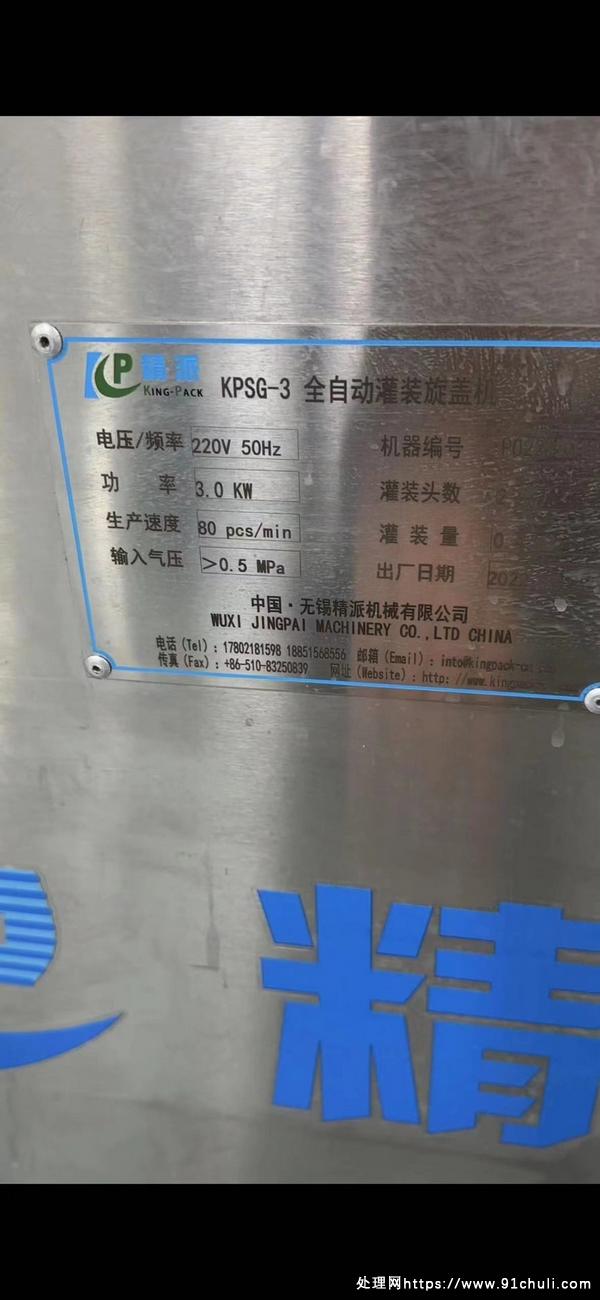 精派
KING-PACK
KPSG-3 全自动灌装旋盖机
电压/频率 220V 50Hz 机器编号
功 率 3.0 KW 灌装头数
生产速度 80 pcs/min 灌装量
输入气压 >0.5 MPa 出厂日期
中国·无锡精派机械有限公司
WUXI JINGPAI MACHINERY CO.,LTD CHINA
电话(Tel):17802181598 18851568556 邮箱(Email):
传真(Fax):+86-510-83250839 网址(Website):http:
精
处理网https://www.91chuli.com